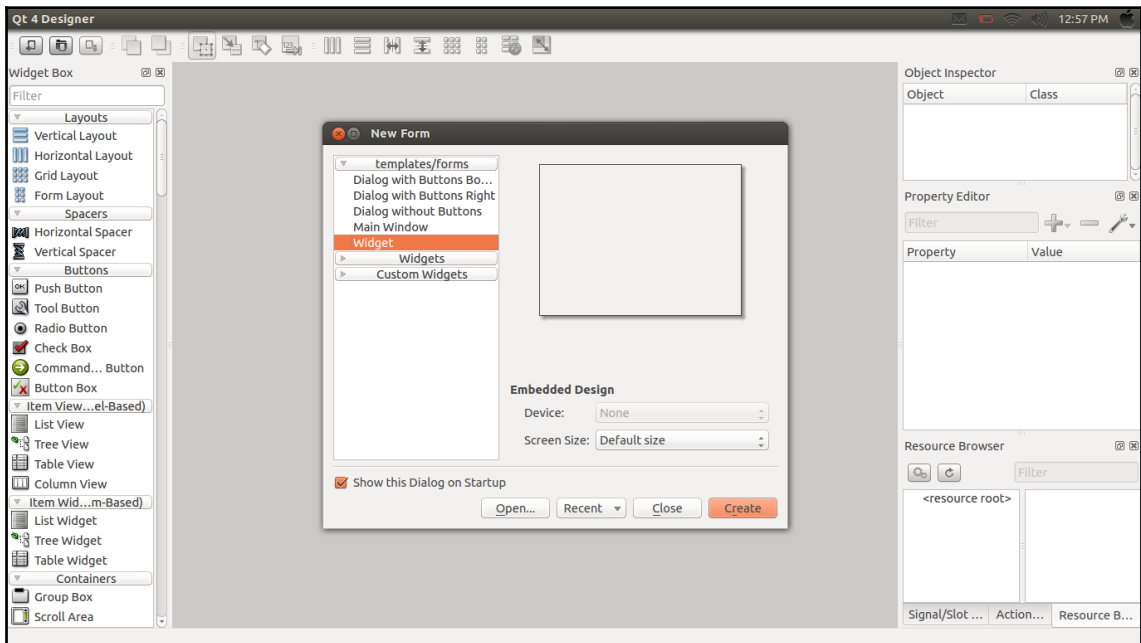 Qt 4 Designer
12:57 PM
Widget Box
Filter
Layouts
Vertical Layout
Horizontal Layout
Grid Layout
Form Layout
Spacers
Horizontal Spacer
Vertical Spacer
Buttons
OK Push Button
Tool Button
Radio Button
Check Box
Command... Button
Button Box
Item View...el-Based)
List View
Tree View
Table View
Column View
Item Wid...m-Based)
List Widget
Tree Widget
Table Widget
Containers
Group Box
Scroll Area
New Form
templates/forms
Dialog with Buttons Bo...
Dialog with Buttons Right
Dialog without Buttons
Main Window
Widget
Widgets
Custom Widgets
Embedded Design
Device: None
Screen Size: Default size
Show this Dialog on Startup
Open... Recent Close Create
Object Inspector
Object Class
Property Editor
Filter
Property Value
Resource Browser
Filter
<resource root>
Signal/Slot ... Action... Resource B...